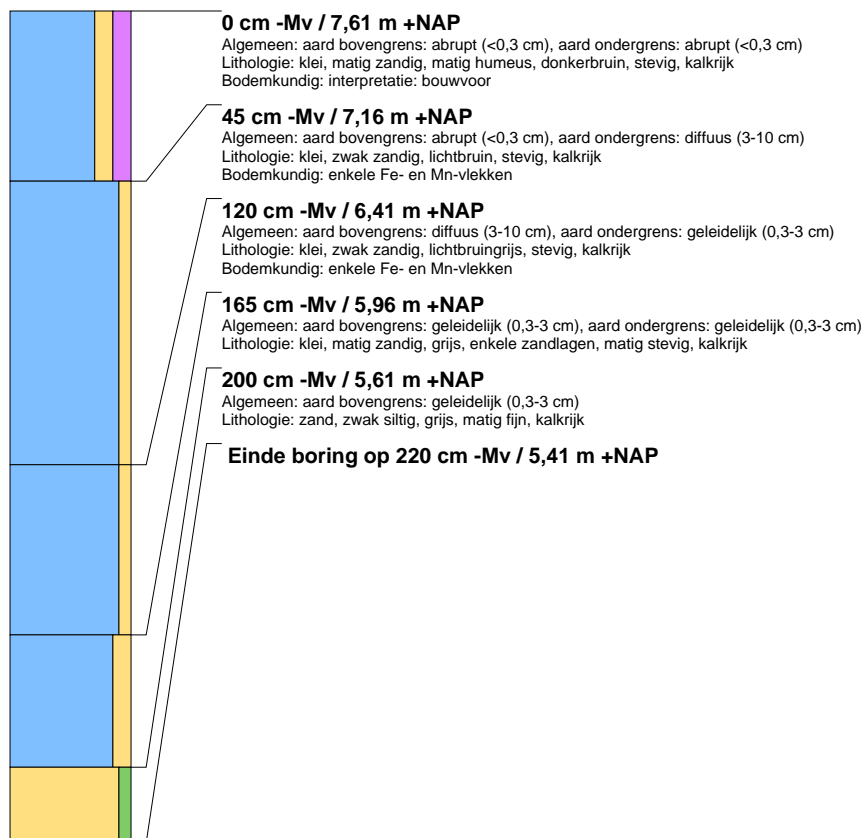 0 cm -Mv / 7,61 m +NAP
Algemeen: aard bovengrens: abrupt (<0,3 cm), aard ondergrens: abrupt (<0,3 cm)
Lithologie: klei, matig zandig, matig humeus, donkerbruin, stevig, kalkrijk
Bodemkundig: interpretatie: bouwvoor
45 cm -Mv / 7,16 m +NAP
Algemeen: aard bovengrens: abrupt (<0,3 cm), aard ondergrens: diffuus (3-10 cm)
Lithologie: klei, zwak zandig, lichtbruin, stevig, kalkrijk
Bodemkundig: enkele Fe- en Mn-vlekken
120 cm -Mv / 6,41 m +NAP
Algemeen: aard bovengrens: diffuus (3-10 cm), aard ondergrens: geleidelijk (0,3-3 cm)
Lithologie: klei, zwak zandig, lichtbruingrijs, stevig, kalkrijk
Bodemkundig: enkele Fe- en Mn-vlekken
165 cm -Mv / 5,96 m +NAP
Algemeen: aard bovengrens: geleidelijk (0,3-3 cm), aard ondergrens: geleidelijk (0,3-3 cm)
Lithologie: klei, matig zandig, grijs, enkele zandlagen, matig stevig, kalkrijk
200 cm -Mv / 5,61 m +NAP
Algemeen: aard bovengrens: geleidelijk (0,3-3 cm)
Lithologie: zand, zwak siltig, grijs, matig fijn, kalkrijk
Einde boring op 220 cm -Mv / 5,41 m +NAP